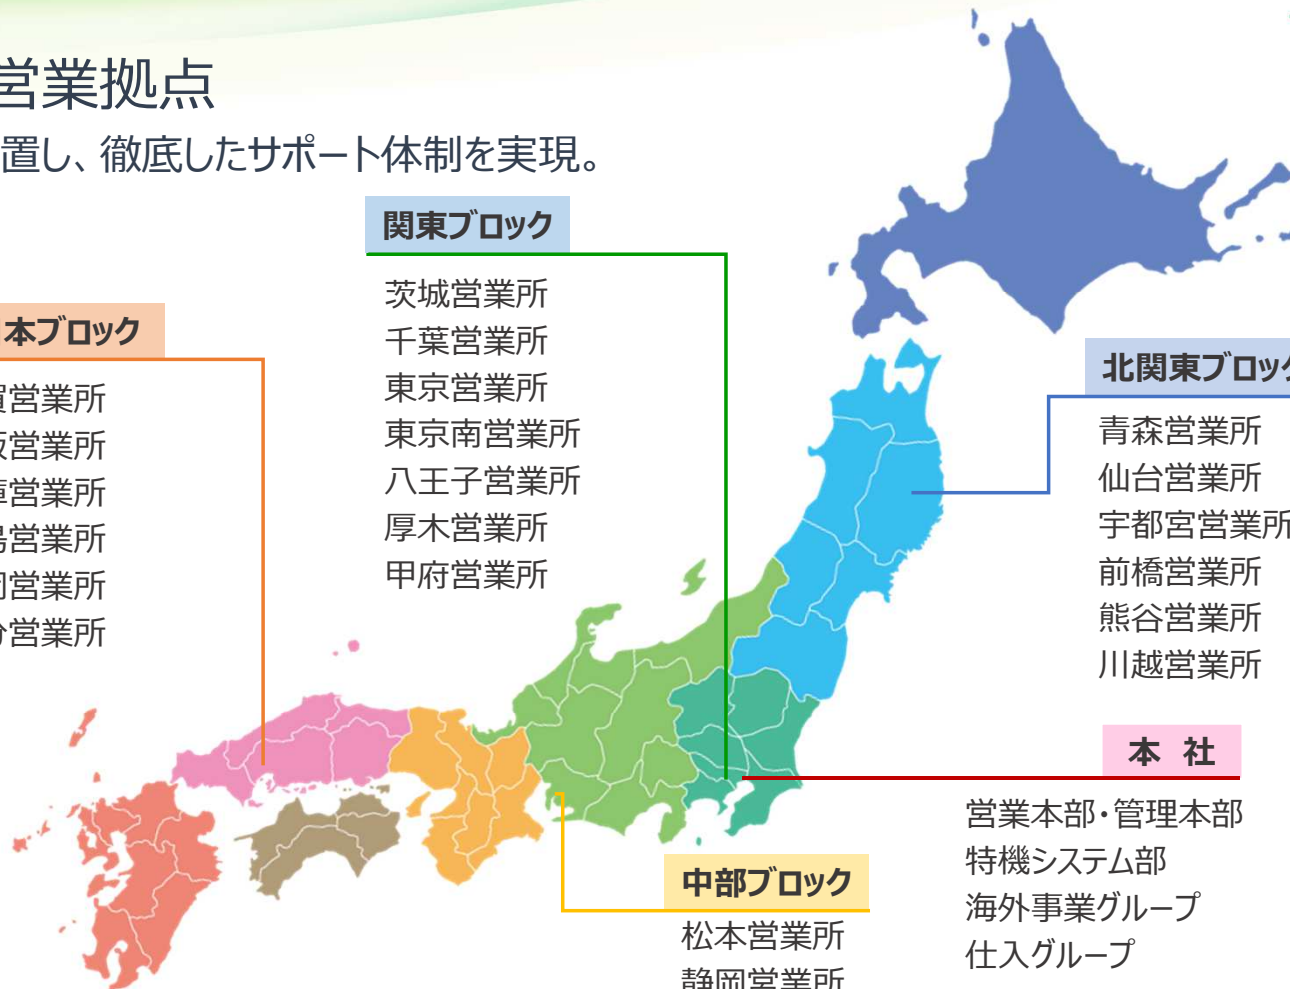 営業拠点
置し、徹底したサポート体制を実現。
関東ブロック
茨城営業所
千葉営業所
東京営業所
東京南営業所
八王子営業所
厚木営業所
甲府営業所
本ブロック
営業所
営業所
営業所
営業所
営業所
営業所
北関東ブロック
青森営業所
仙台営業所
宇都宮営業所
前橋営業所
熊谷営業所
川越営業所
本 社
営業本部・管理本部
特機システム部
海外事業グループ
仕入グループ
中部ブロック
松本営業所
静岡営業所